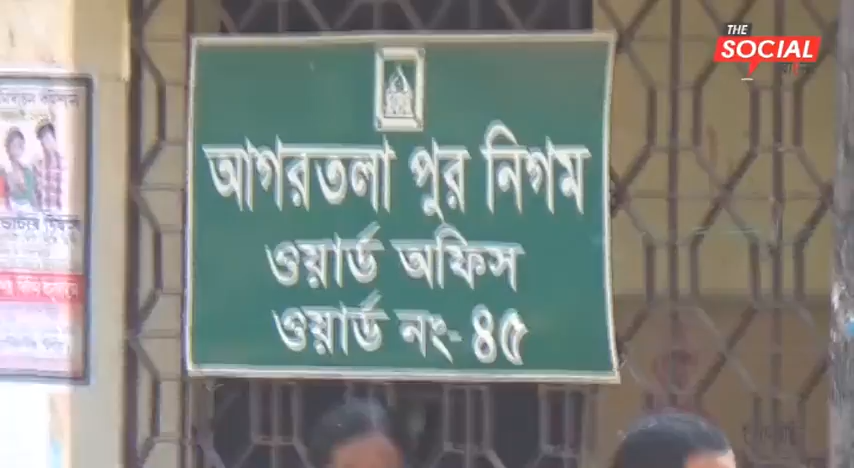 THE
SOCIAL
আগরতলা পুর নিগম
ওয়ার্ড অফিস
ওয়ার্ড নং- ৪৫